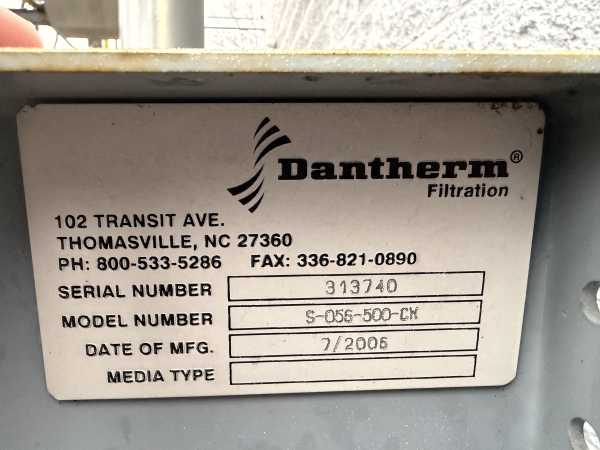 Dantherm®
Filtration
102 TRANSIT AVE.
THOMASVILLE, NC 27360
PH: 800-533-5286 FAX: 336-821-0890
SERIAL NUMBER 313740
MODEL NUMBER S-056-500-CW
DATE OF MFG. 7/2006
MEDIA TYPE